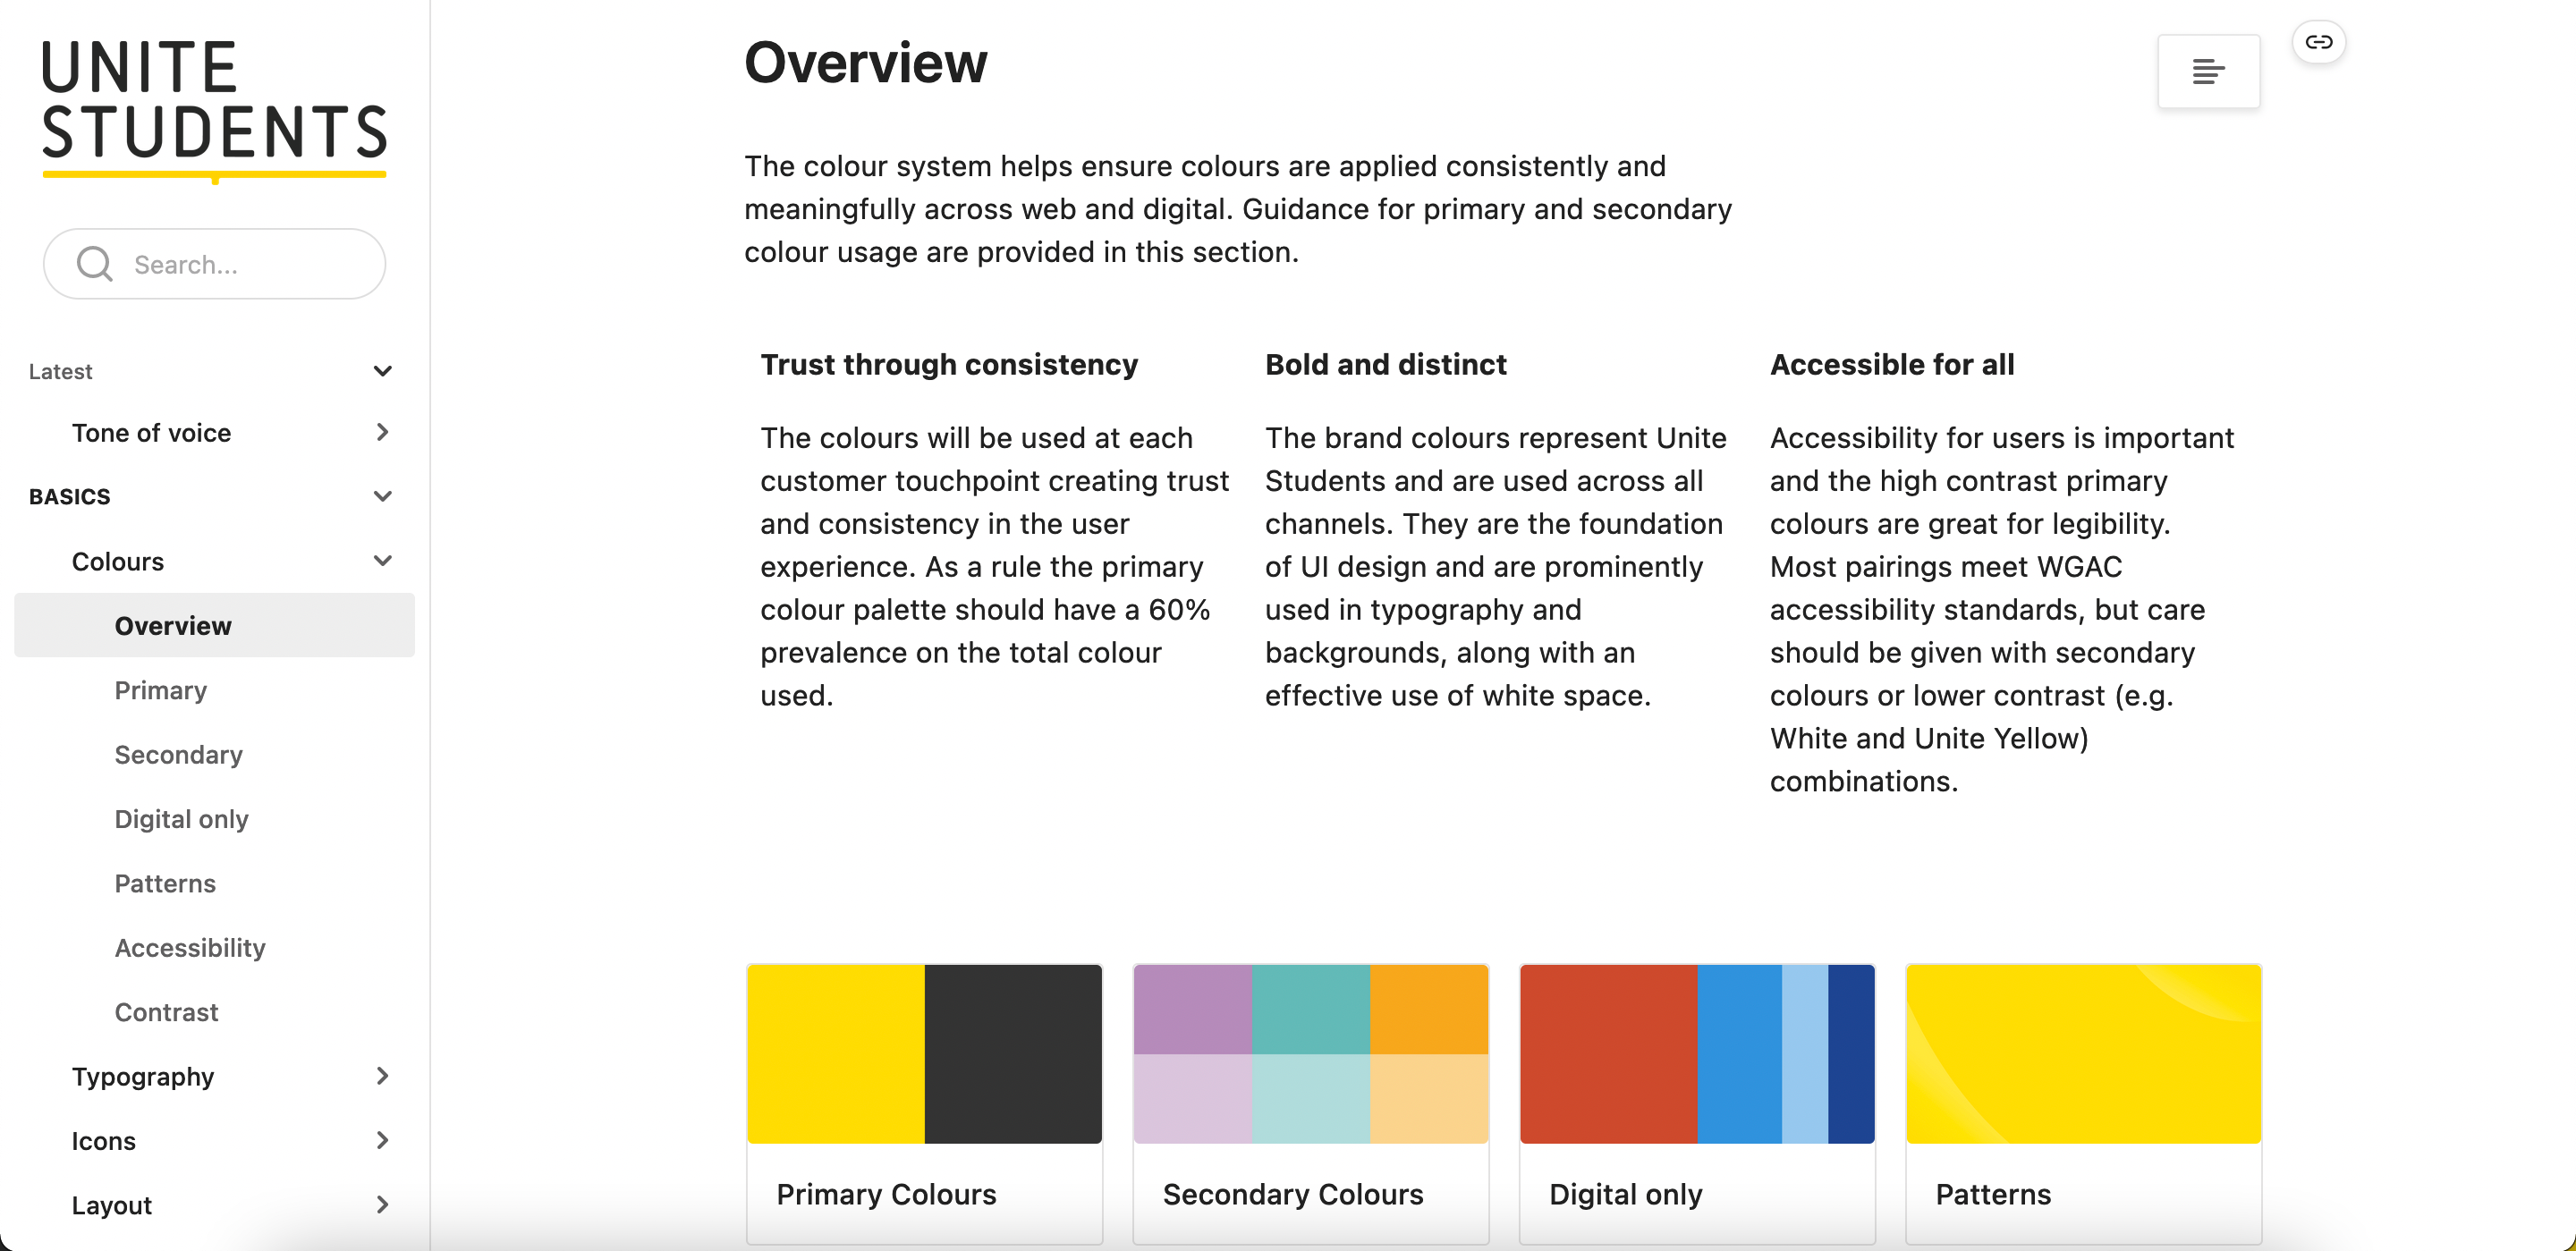 UNITE
STUDENTS
Search...
Latest
Tone of voice
BASICS
Colours
Overview
Primary
Secondary
Digital only
Patterns
Accessibility
Contrast
Typography
Icons
Layout
Overview
The colour system helps ensure colours are applied consistently and
meaningfully across web and digital. Guidance for primary and secondary
colour usage are provided in this section.
Trust through consistency
The colours will be used at each
customer touchpoint creating trust
and consistency in the user
experience. As a rule the primary
colour palette should have a 60%
prevalence on the total colour
used.
Bold and distinct
The brand colours represent Unite
Students and are used across all
channels. They are the foundation
of UI design and are prominently
used in typography and
backgrounds, along with an
effective use of white space.
Accessible for all
Accessibility for users is important
and the high contrast primary
colours are great for legibility.
Most pairings meet WGAC
accessibility standards, but care
should be given with secondary
colours or lower contrast (e.g.
White and Unite Yellow)
combinations.
Primary Colours
Secondary Colours
Digital only
Patterns